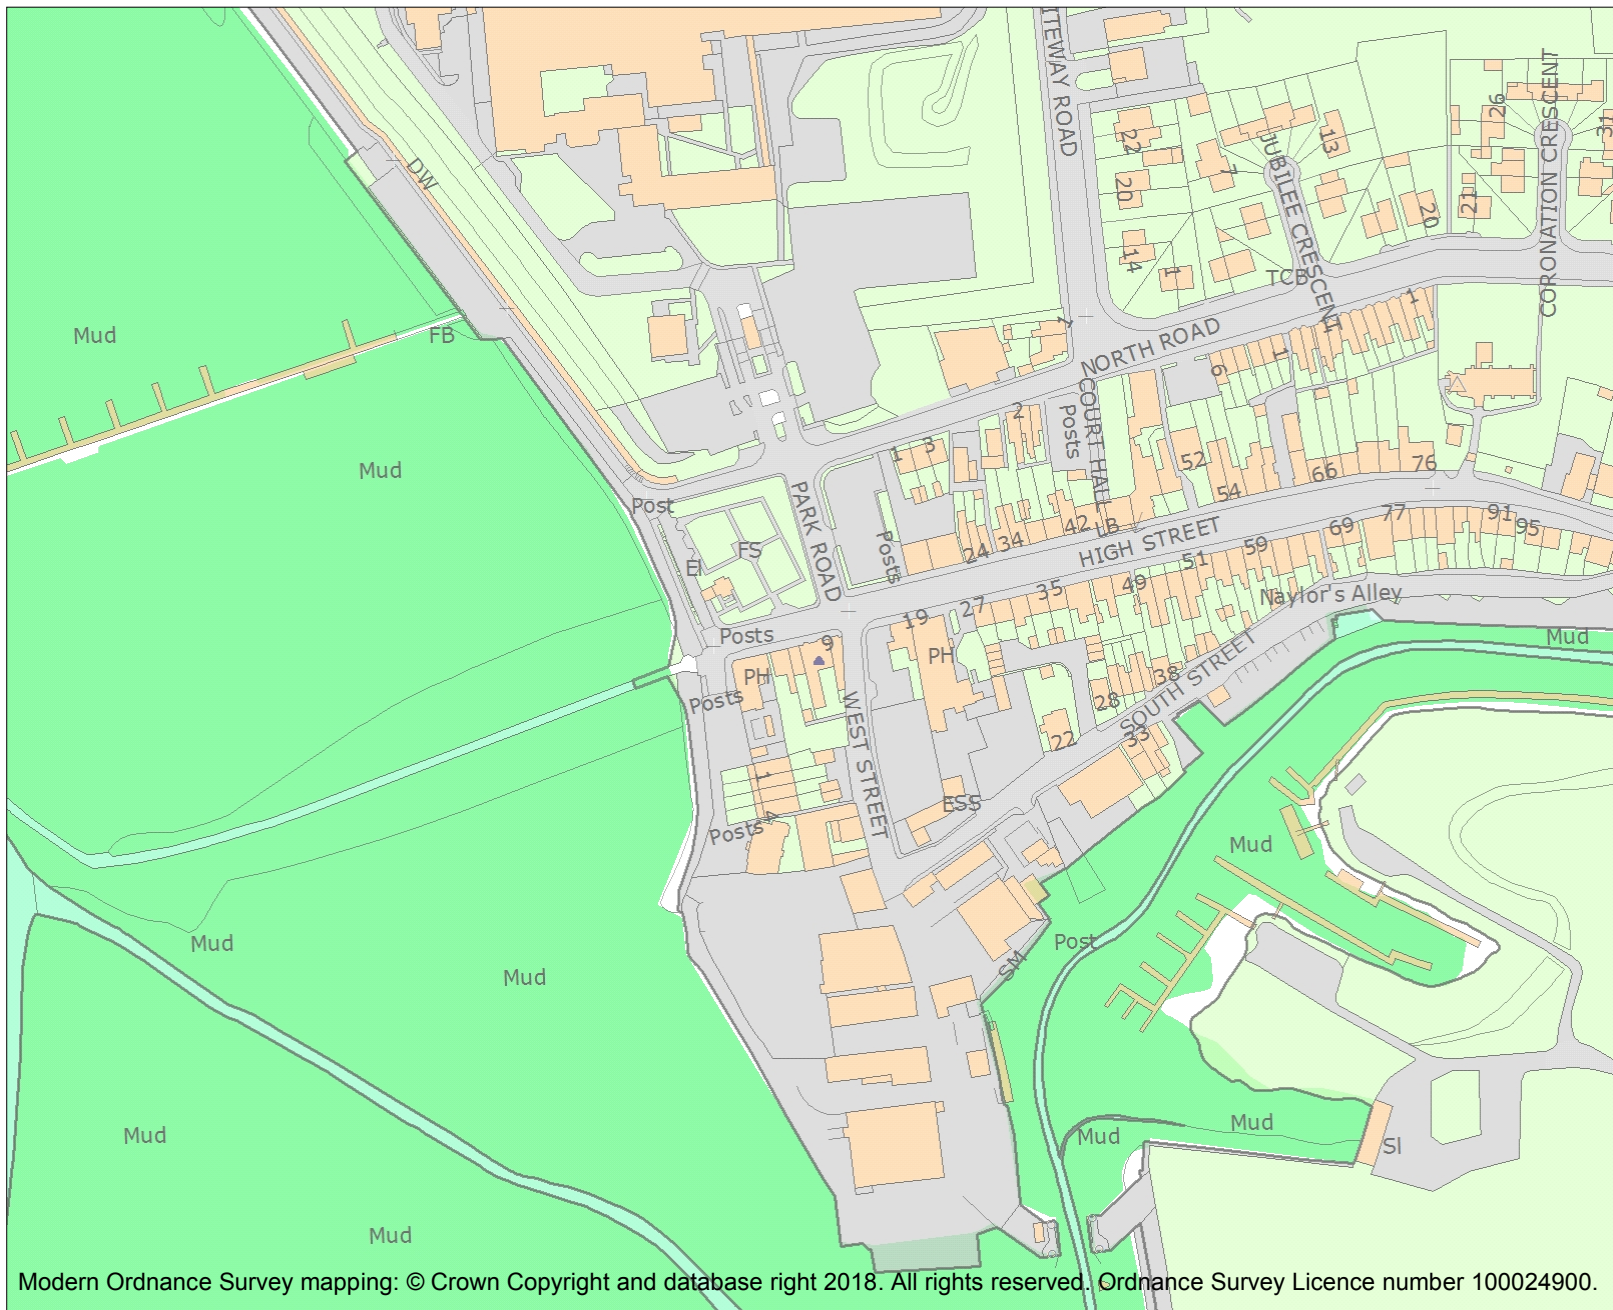 ITEWAY ROAD
CORONATION CRESCENT
26
31
22
JUBILEE CRESCENT
13
7
DW
20
21
20
14
1
TCB
Mud
FB
1
1
NORTH ROAD
1
6
COURT HALL
2
Posts
1
3
52
66
76
Mud
54
Post
PARK ROAD
FS
El
Posts
24
34
42
LB
HIGH STREET
69
77
91
95
59
51
49
35
27
19
Naylor's Alley
Mud
Posts
9
PH
PH
Posts
WEST STREET
38
28
SOUTH STREET
22
33
1
4
Posts
ESS
Mud
Mud
Mud
Post
SM
Mud
Mud
Mud
Sl
Mud
Modern Ordnance Survey mapping: © Crown Copyright and database right 2018. All rights reserved. Ordnance Survey Licence number 100024900.